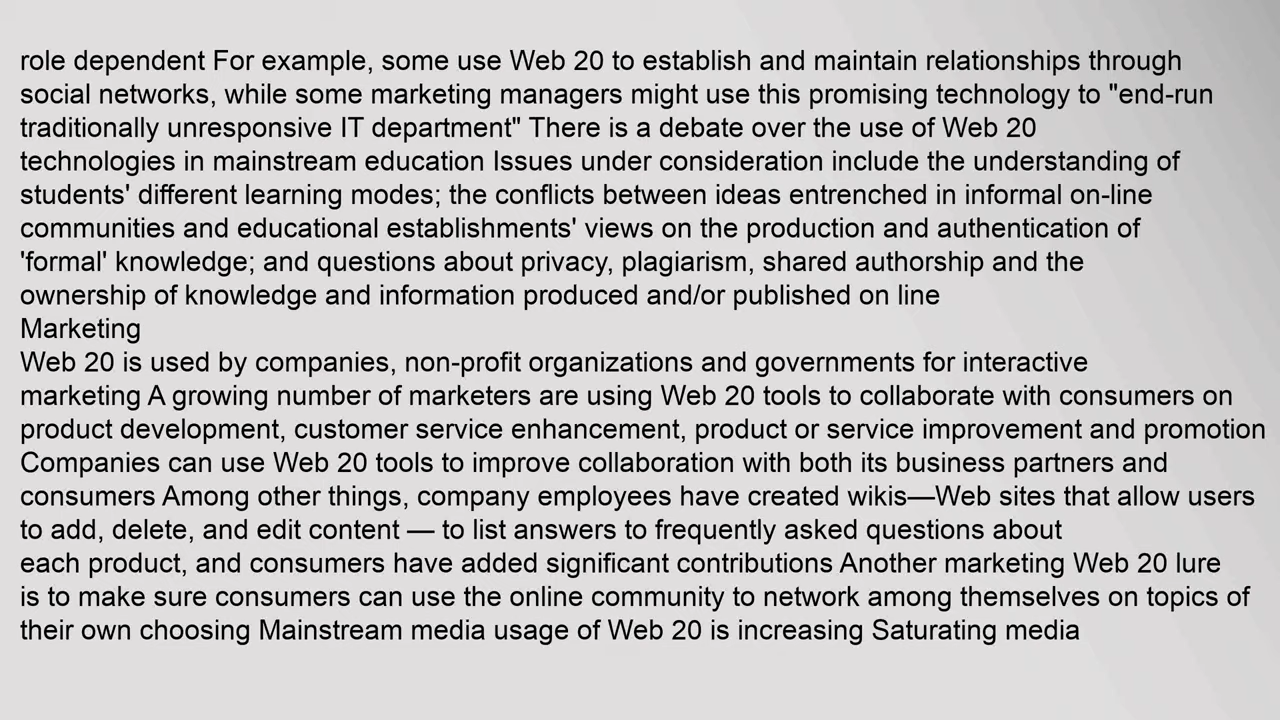 role dependent For example, some use Web 20 to establish and maintain relationships through
social networks, while some marketing managers might use this promising technology to "end-run
traditionally unresponsive IT department" There is a debate over the use of Web 20
technologies in mainstream education Issues under consideration include the understanding of
students' different learning modes; the conflicts between ideas entrenched in informal on-line
communities and educational establishments' views on the production and authentication of
'formal' knowledge; and questions about privacy, plagiarism, shared authorship and the
ownership of knowledge and information produced and/or published on line
Marketing
Web 20 is used by companies, non-profit organizations and governments for interactive
marketing A growing number of marketers are using Web 20 tools to collaborate with consumers on
product development, customer service enhancement, product or service improvement and promotion
Companies can use Web 20 tools to improve collaboration with both its business partners and
consumers Among other things, company employees have created wikis—Web sites that allow users
to add, delete, and edit content — to list answers to frequently asked questions about
each product, and consumers have added significant contributions Another marketing Web 20 lure
is to make sure consumers can use the online community to network among themselves on topics of
their own choosing Mainstream media usage of Web 20 is increasing Saturating media